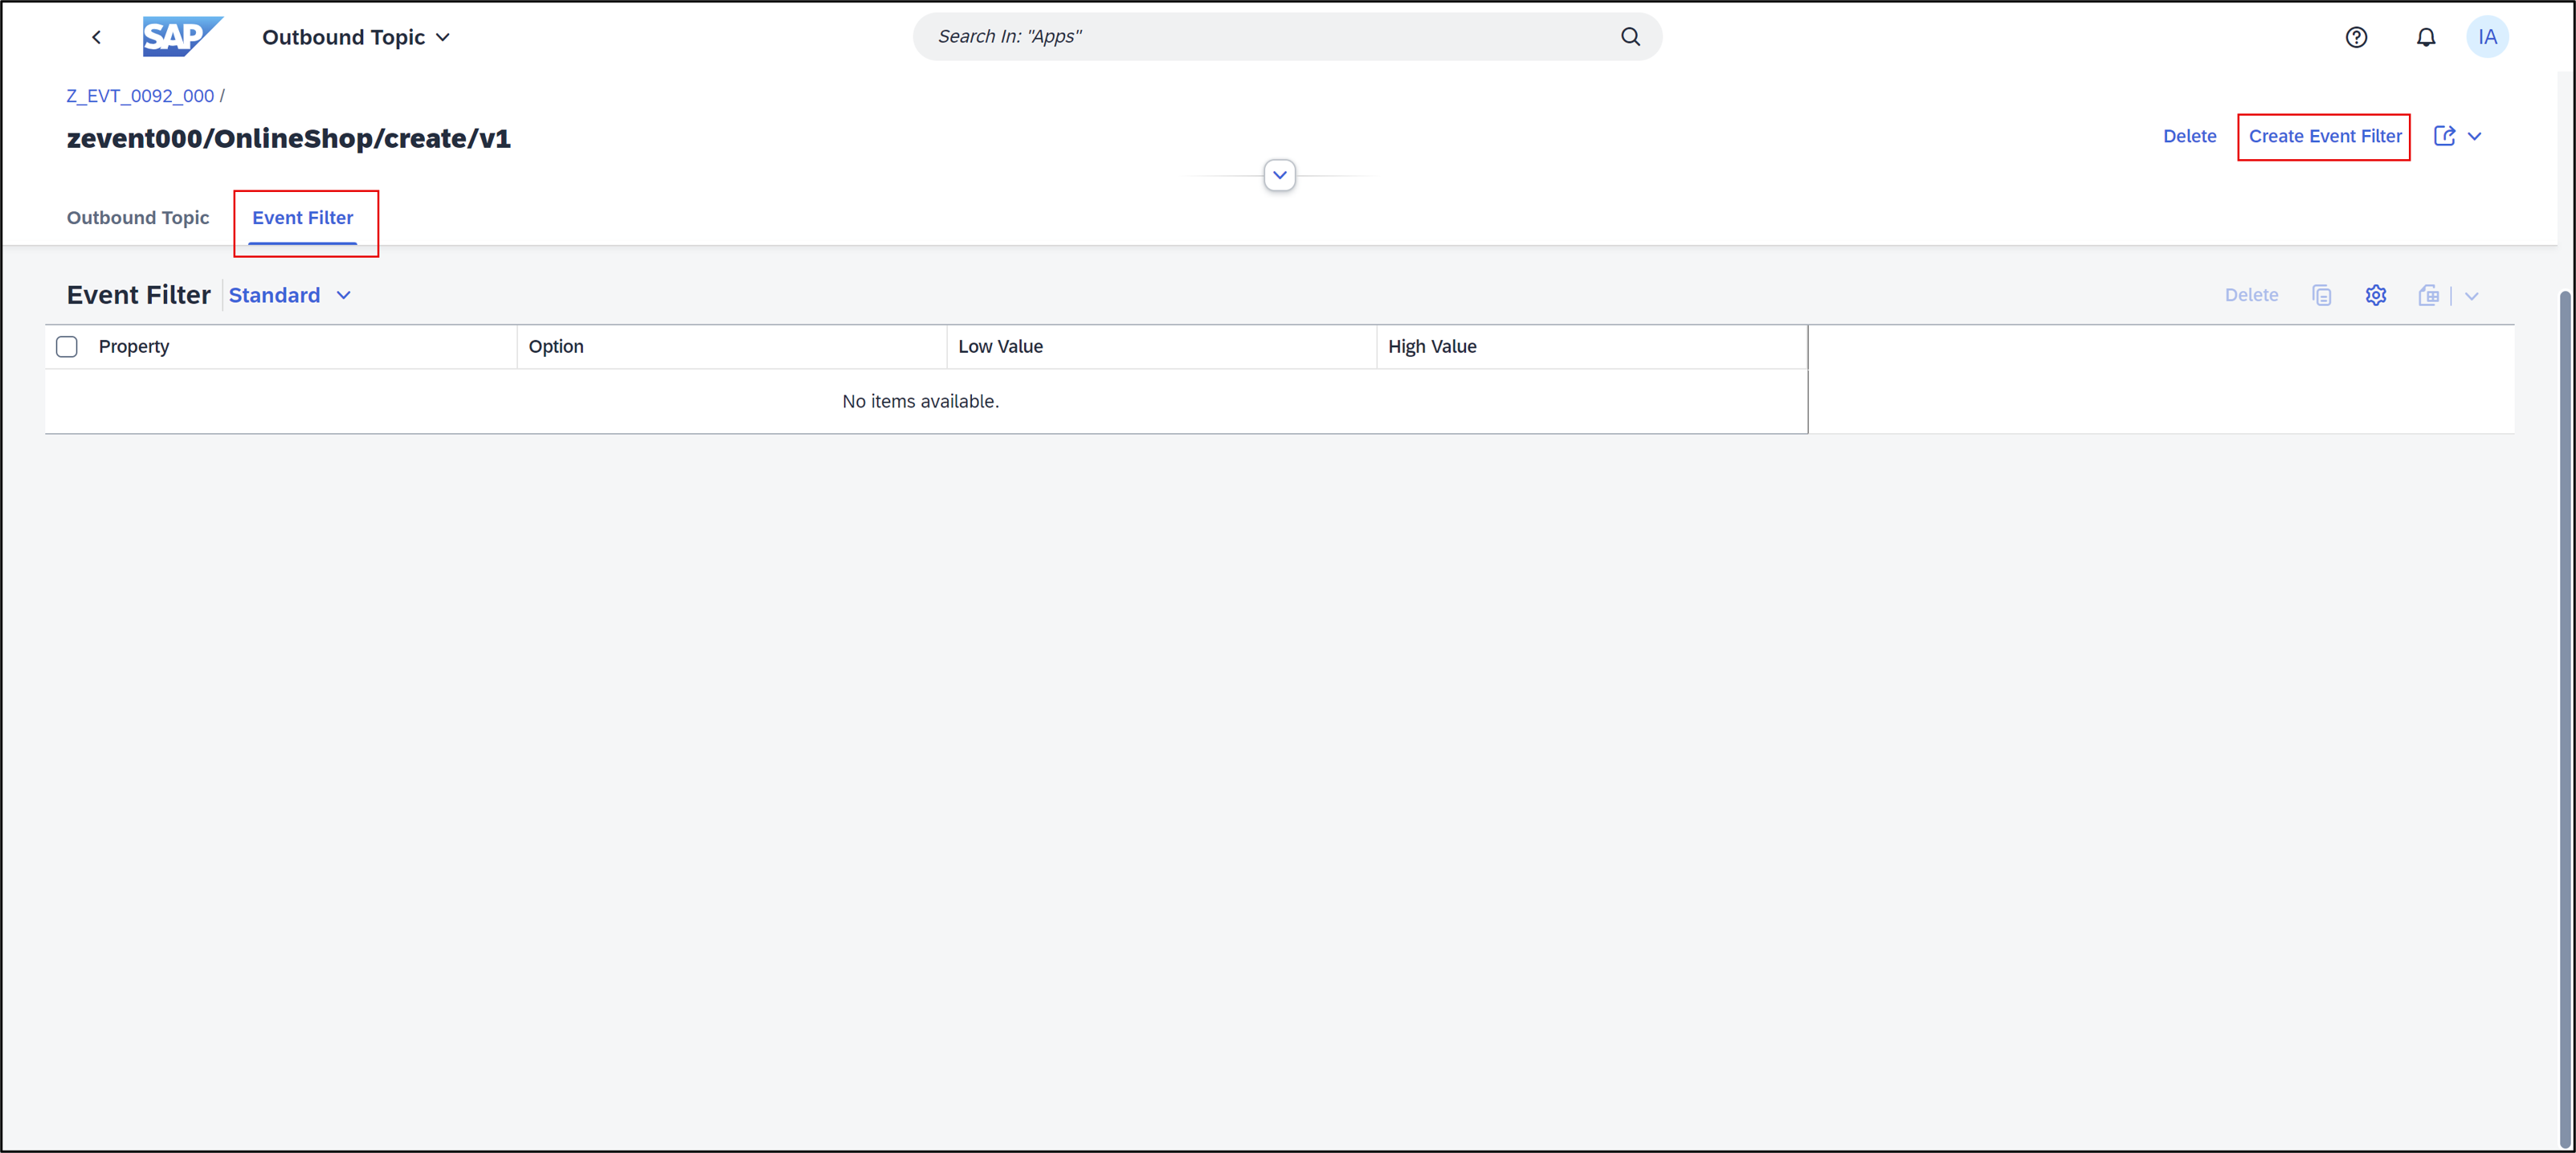 SAP Outbound Topic Search In: "Apps" IA
Z_EVT_0092_000 /
zevent000/OnlineShop/create/v1
Delete Create Event Filter
Outbound Topic Event Filter
Event Filter Standard Delete
Property Option Low Value High Value
No items available.